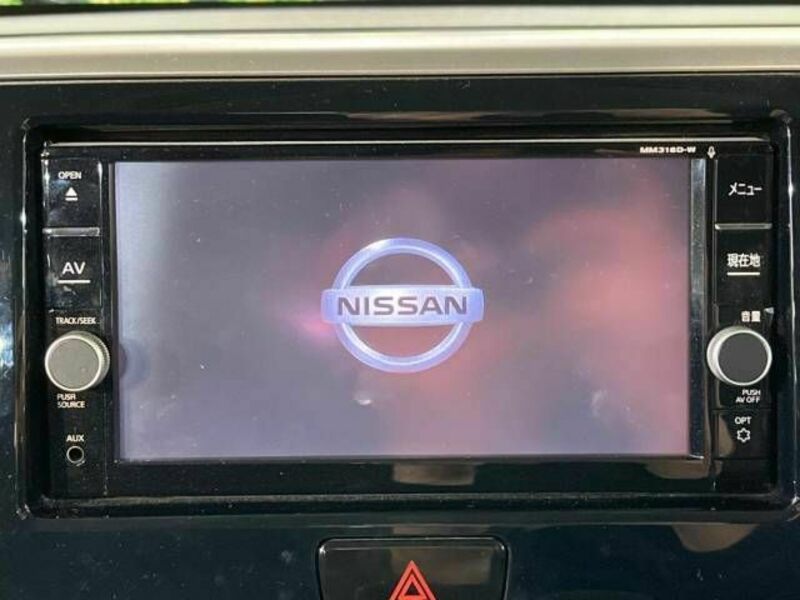 MM316D-W
OPEN
AV
TRACK/SEEK
PUSH
SOURCE
AUX
NISSAN
メニュー
現在地
音量
PUSH
AV OFF
OPT